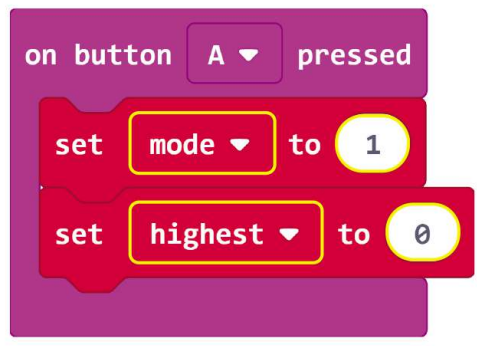 on button A pressed
set mode to 1
set highest to 0